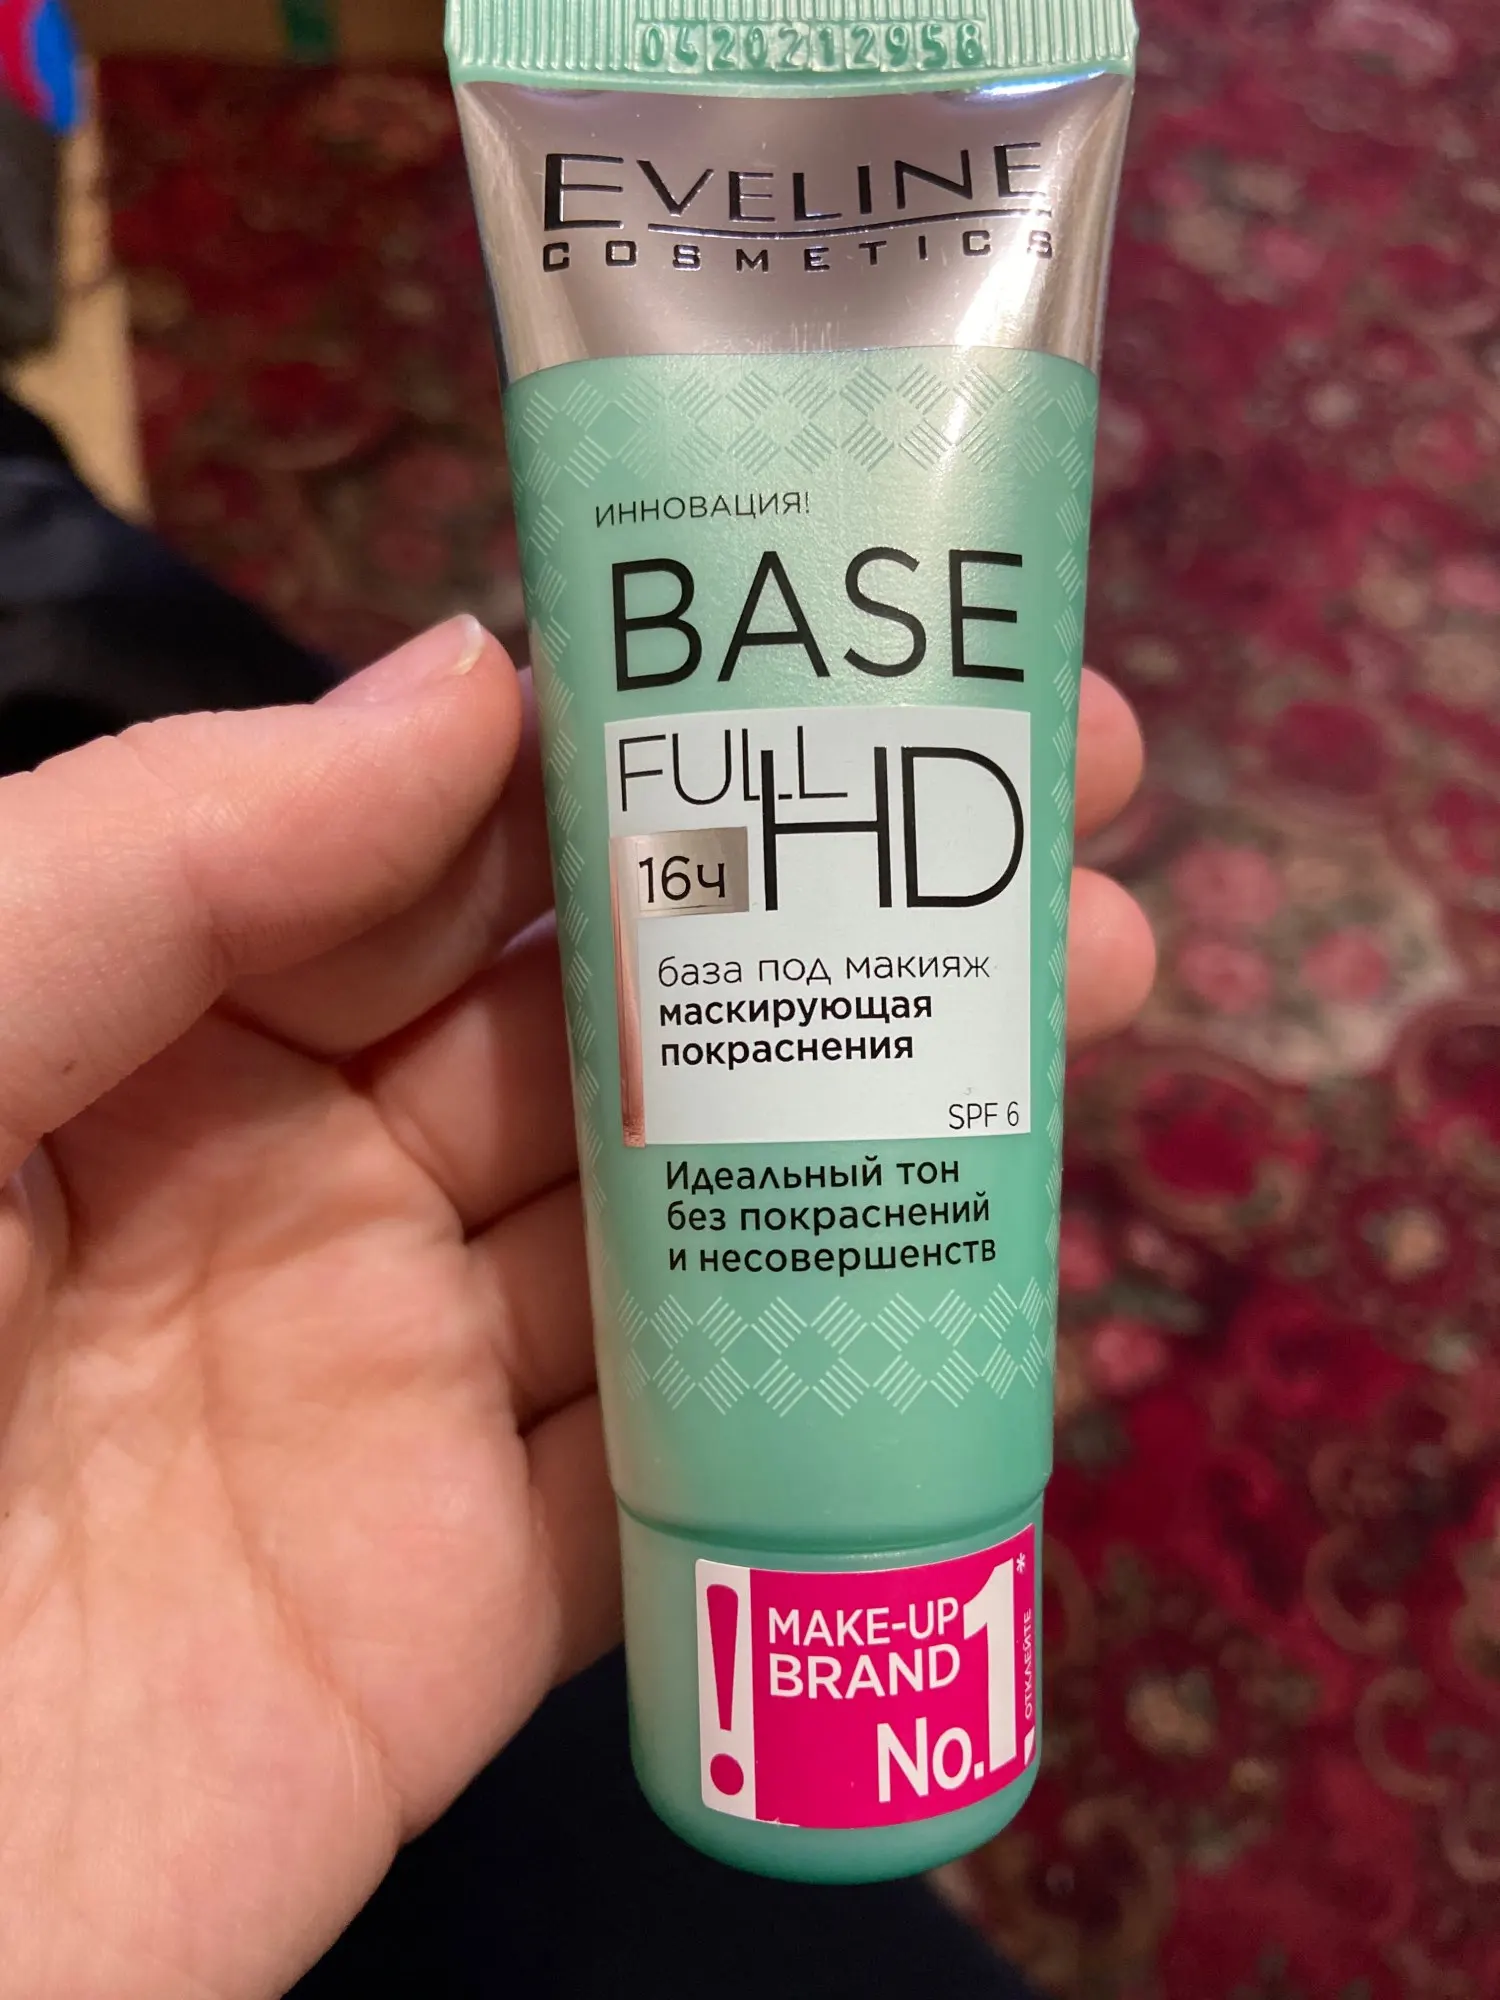 0420212958
EVELINE
COSMETICS
ИННОВАЦИЯ!
BASE
FULL HD
16ч
база под макияж
маскирующая
покраснения
SPF 6
Идеальный тон
без покраснений
и несовершенств
! MAKE-UP
BRAND
No.1*
ОТКЛЕЙТЕ